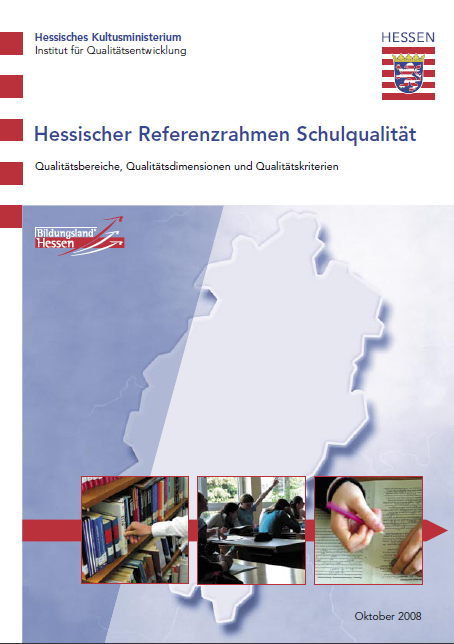 Hessisches Kultusministerium
Institut für Qualitätsentwicklung
HESSEN
Hessischer Referenzrahmen Schulqualität
Qualitätsbereiche, Qualitätsdimensionen und Qualitätskriterien
Bildungsland
Hessen
Oktober 2008